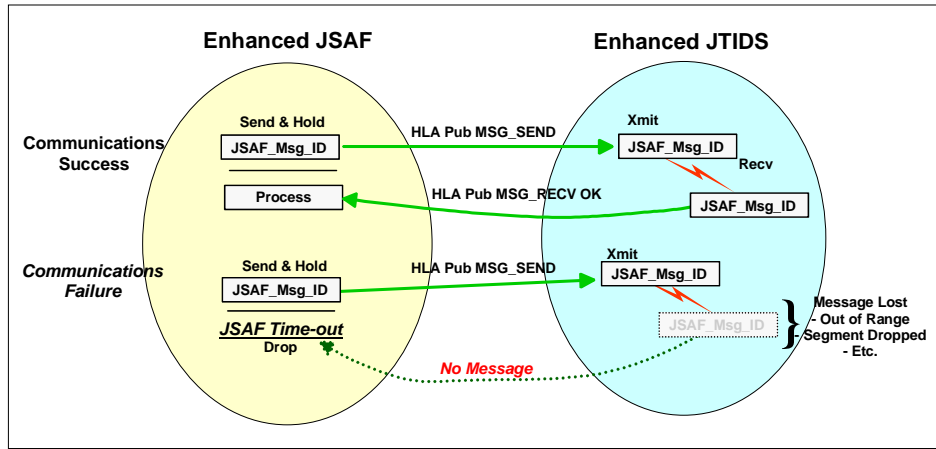 Enhanced JSAF
Enhanced JTIDS
Communications
Success
Send & Hold
JSAF_Msg_ID
HLA Pub MSG_SEND
Xmit
JSAF_Msg_ID
Recv
Process
HLA Pub MSG_RECV OK
JSAF_Msg_ID
Communications
Failure
Send & Hold
JSAF_Msg_ID
HLA Pub MSG_SEND
Xmit
JSAF_Msg_ID
JSAF Time-out
Drop
JSAF_Msg_ID
Message Lost
- Out of Range
- Segment Dropped
- Etc.
No Message